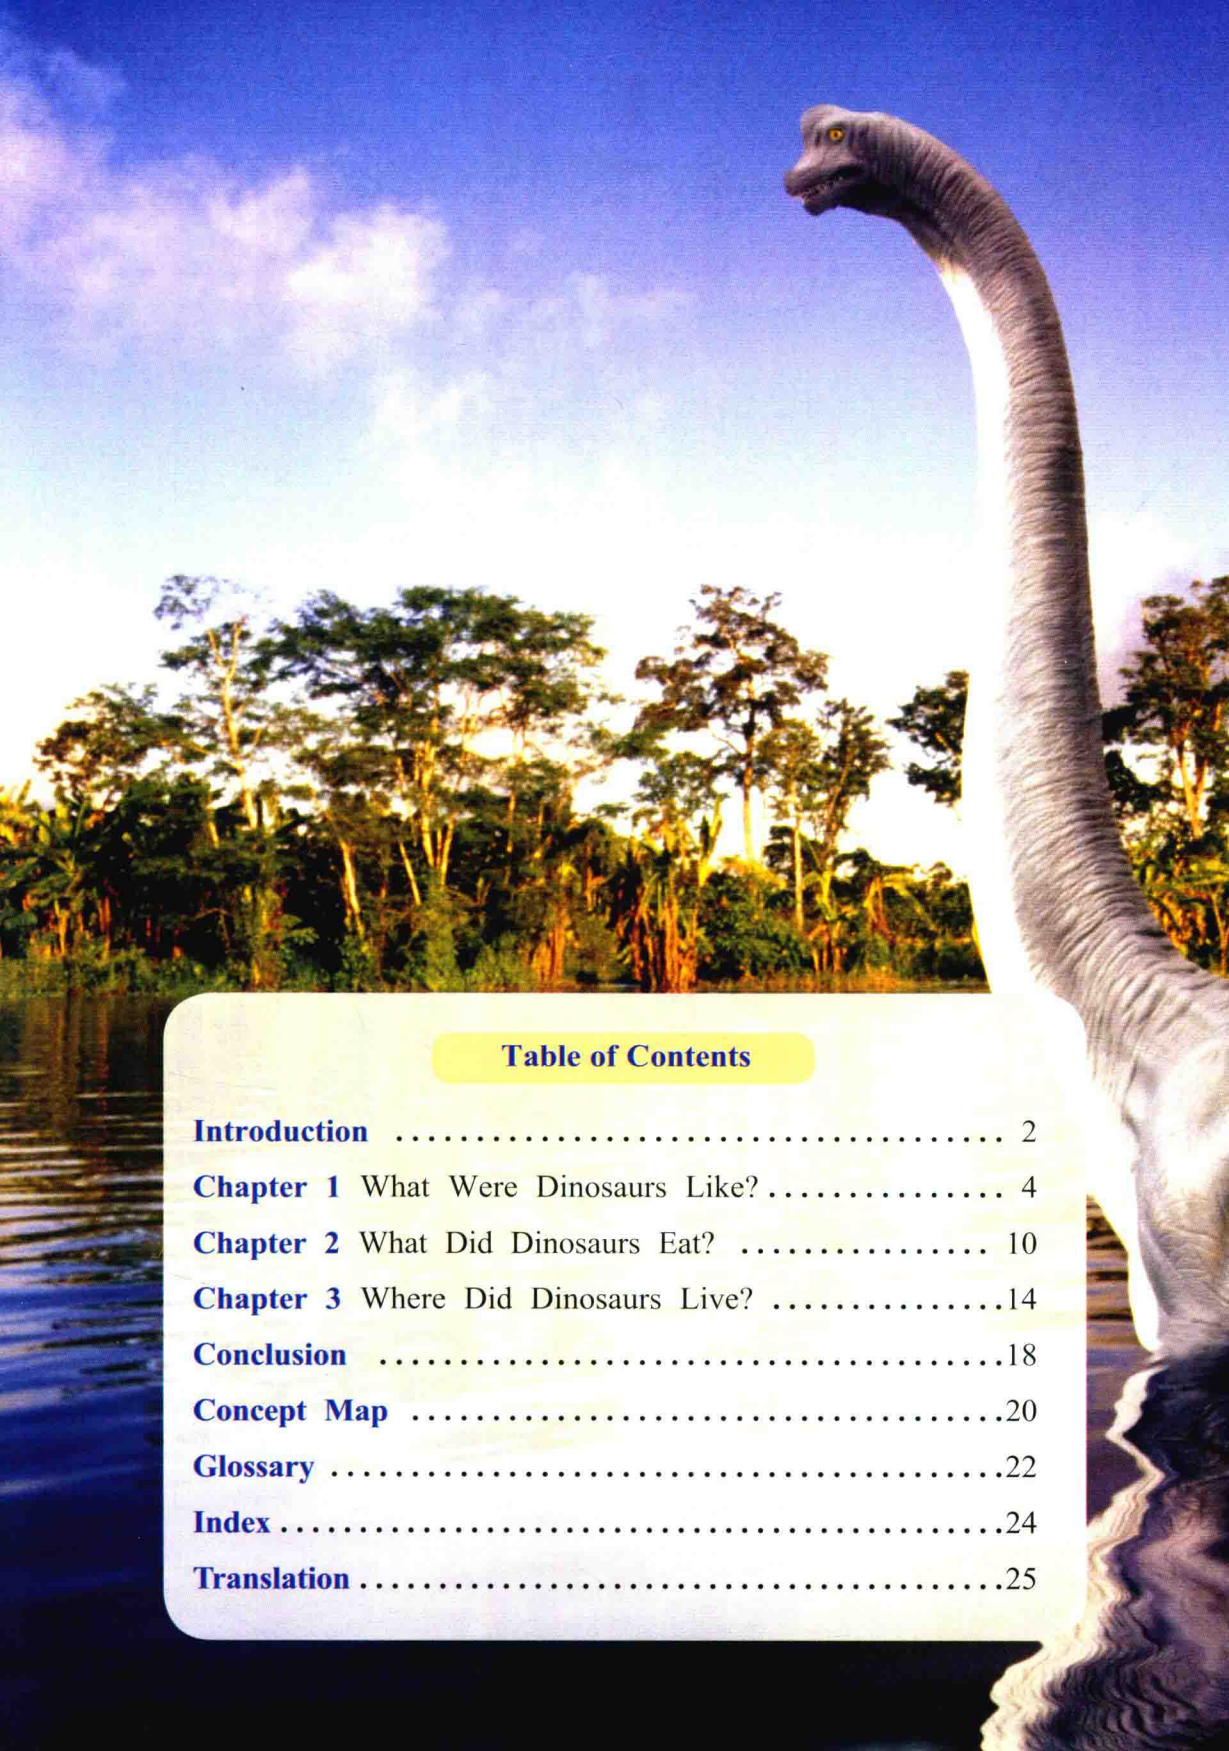 Table of Contents
Introduction ...................................... 2
Chapter 1 What Were Dinosaurs Like? ............... 4
Chapter 2 What Did Dinosaurs Eat? ................ 10
Chapter 3 Where Did Dinosaurs Live? ...............14
Conclusion .......................................18
Concept Map .....................................20
Glossary ..........................................22
Index .............................................24
Translation ........................................25